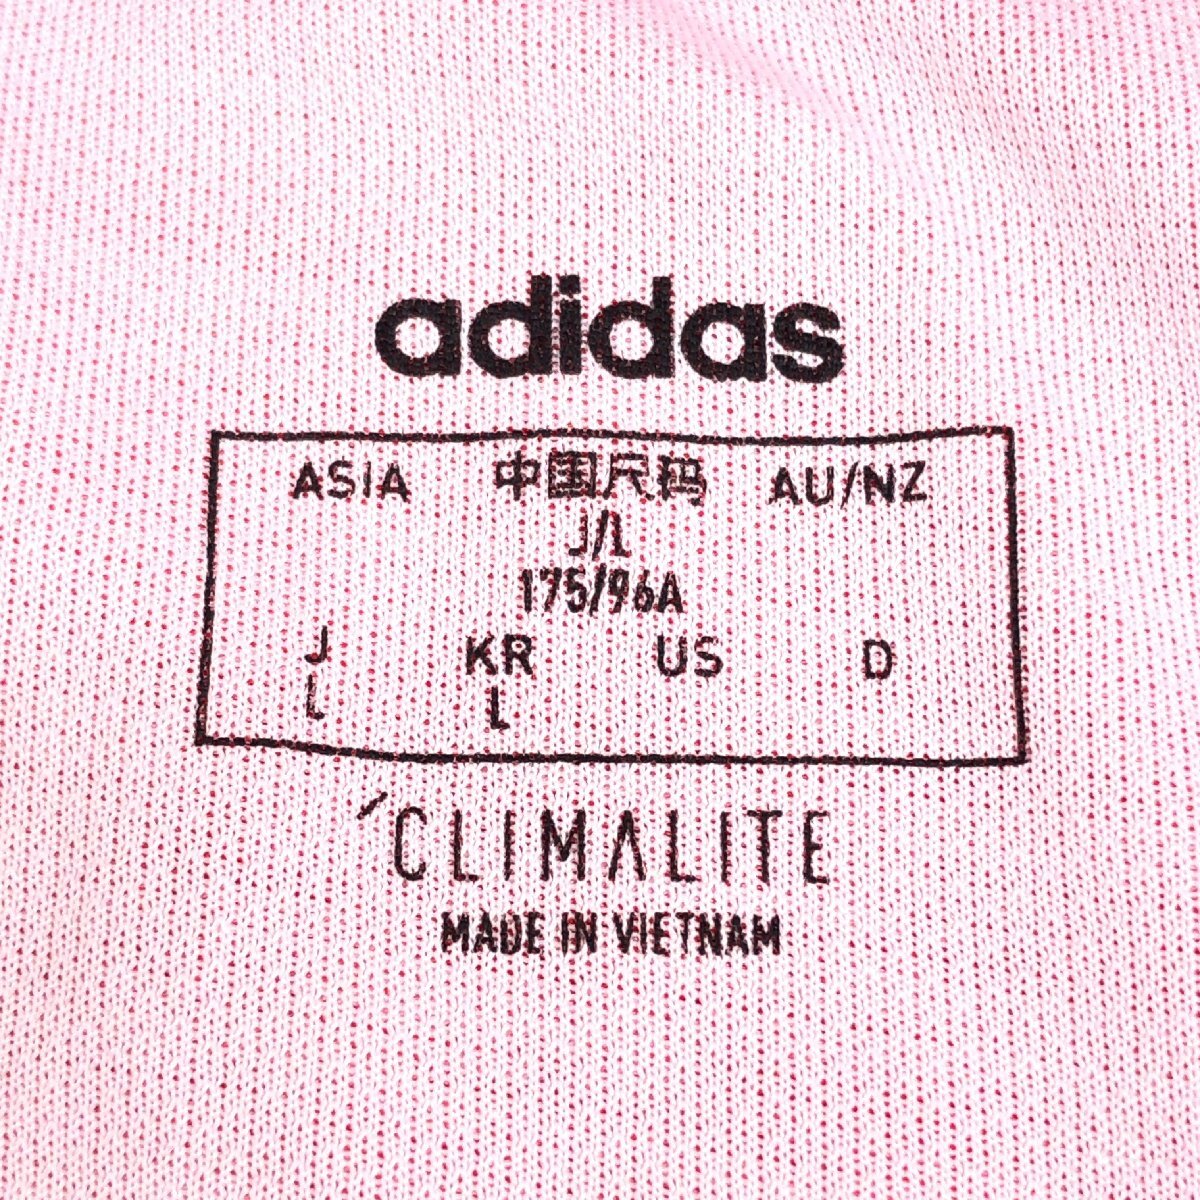 adidas
ASIA 中国尺码 AU/NZ
J/L
175/96A
J KR US D
L L
CLIMALITE
MADE IN VIETNAM